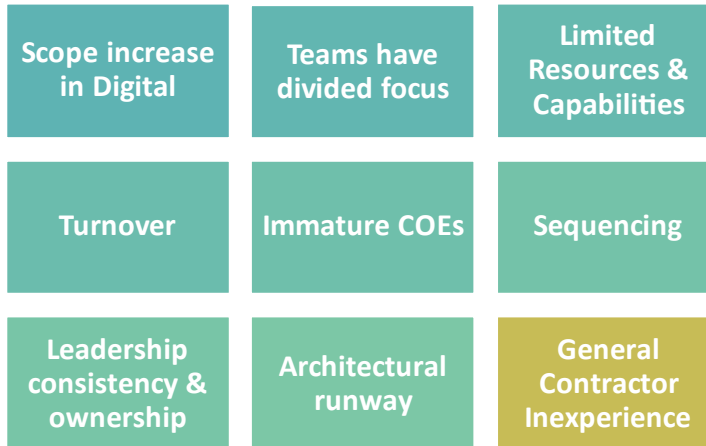 Scope increase
in Digital
Teams have
divided focus
Limited
Resources &
Capabilities
Turnover
Immature COEs
Sequencing
Leadership
consistency &
ownership
Architectural
runway
General
Contractor
Inexperience